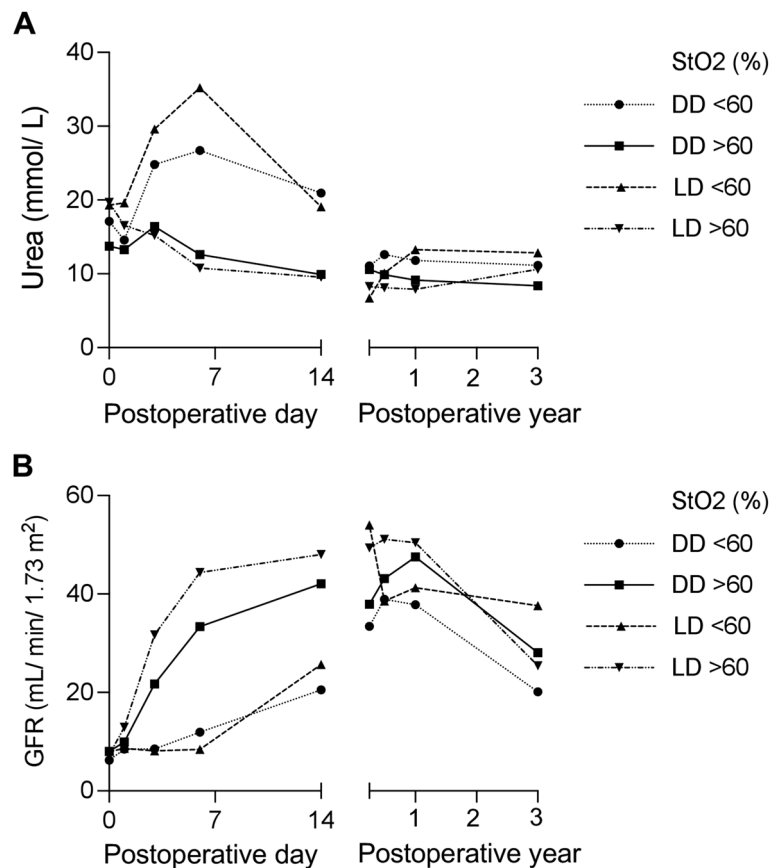 A
Urea (mmol/ L)
40
30
20
10
0
0 7 14
Postoperative day
1 2 3
Postoperative year
StO2 (%)
DD <60
DD >60
LD <60
LD >60
B
GFR (mL/ min/ 1.73 m²)
60
40
20
0
0 7 14
Postoperative day
1 2 3
Postoperative year
StO2 (%)
DD <60
DD >60
LD <60
LD >60